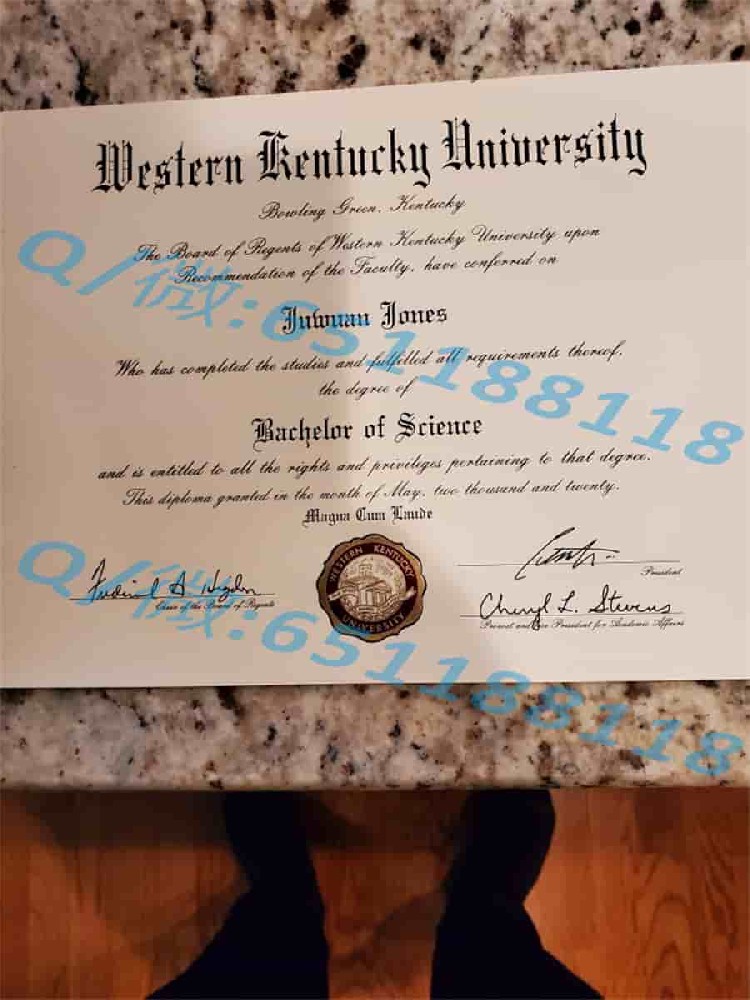 Western Kentucky University
Bowling Green, Kentucky
The Board of Regents of Western Kentucky University upon
Recommendation of the Faculty, have conferred on
Q/微:651188118
Juwuan Jones
Who has completed the studies and fulfilled all requirements thereof,
the degree of
Bachelor of Science
and is entitled to all the rights and privileges pertaining to that degree.
This diploma granted in the month of May, two thousand and twenty.
Magna Cum Laude
WESTERN KENTUCKY
UNIVERSITY
of the Board of Regents
President
Cheryl L. Stevens
Provost and Vice President for Academic Affairs
Q/微:651188118